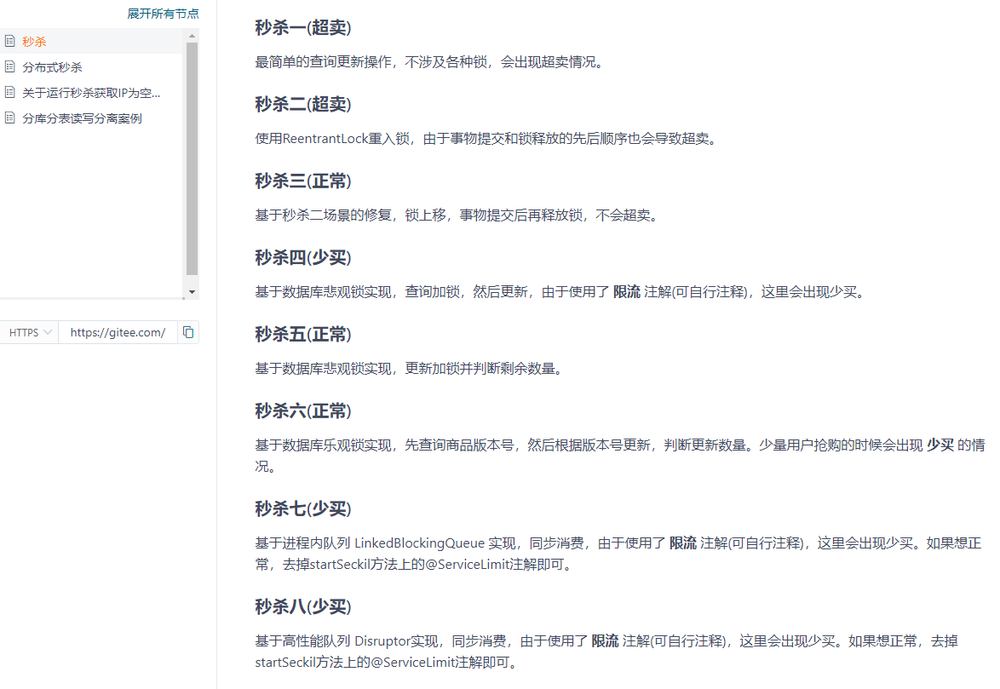 展开所有节点
秒杀
分布式秒杀
关于运行秒杀获取IP为空...
分库分表读写分离案例
HTTPS
https://gitee.com/
秒杀一(超卖)
最简单的查询更新操作，不涉及各种锁，会出现超卖情况。
秒杀二(超卖)
使用ReentrantLock重入锁，由于事物提交和锁释放的先后顺序也会导致超卖。
秒杀三(正常)
基于秒杀二场景的修复，锁上移，事物提交后再释放锁，不会超卖。
秒杀四(少买)
基于数据库悲观锁实现，查询加锁，然后更新，由于使用了 限流 注解(可自行注释)，这里会出现少买。
秒杀五(正常)
基于数据库悲观锁实现，更新加锁并判断剩余数量。
秒杀六(正常)
基于数据库乐观锁实现，先查询商品版本号，然后根据版本号更新，判断更新数量。少量用户抢购的时候会出现 少买 的情
况。
秒杀七(少买)
基于进程内队列 LinkedBlockingQueue 实现，同步消费，由于使用了 限流 注解(可自行注释)，这里会出现少买。如果想正
常，去掉startSeckil方法上的@ServiceLimit注解即可。
秒杀八(少买)
基于高性能队列 Disruptor实现，同步消费，由于使用了 限流 注解(可自行注释)，这里会出现少买。如果想正常，去掉
startSeckil方法上的@ServiceLimit注解即可。